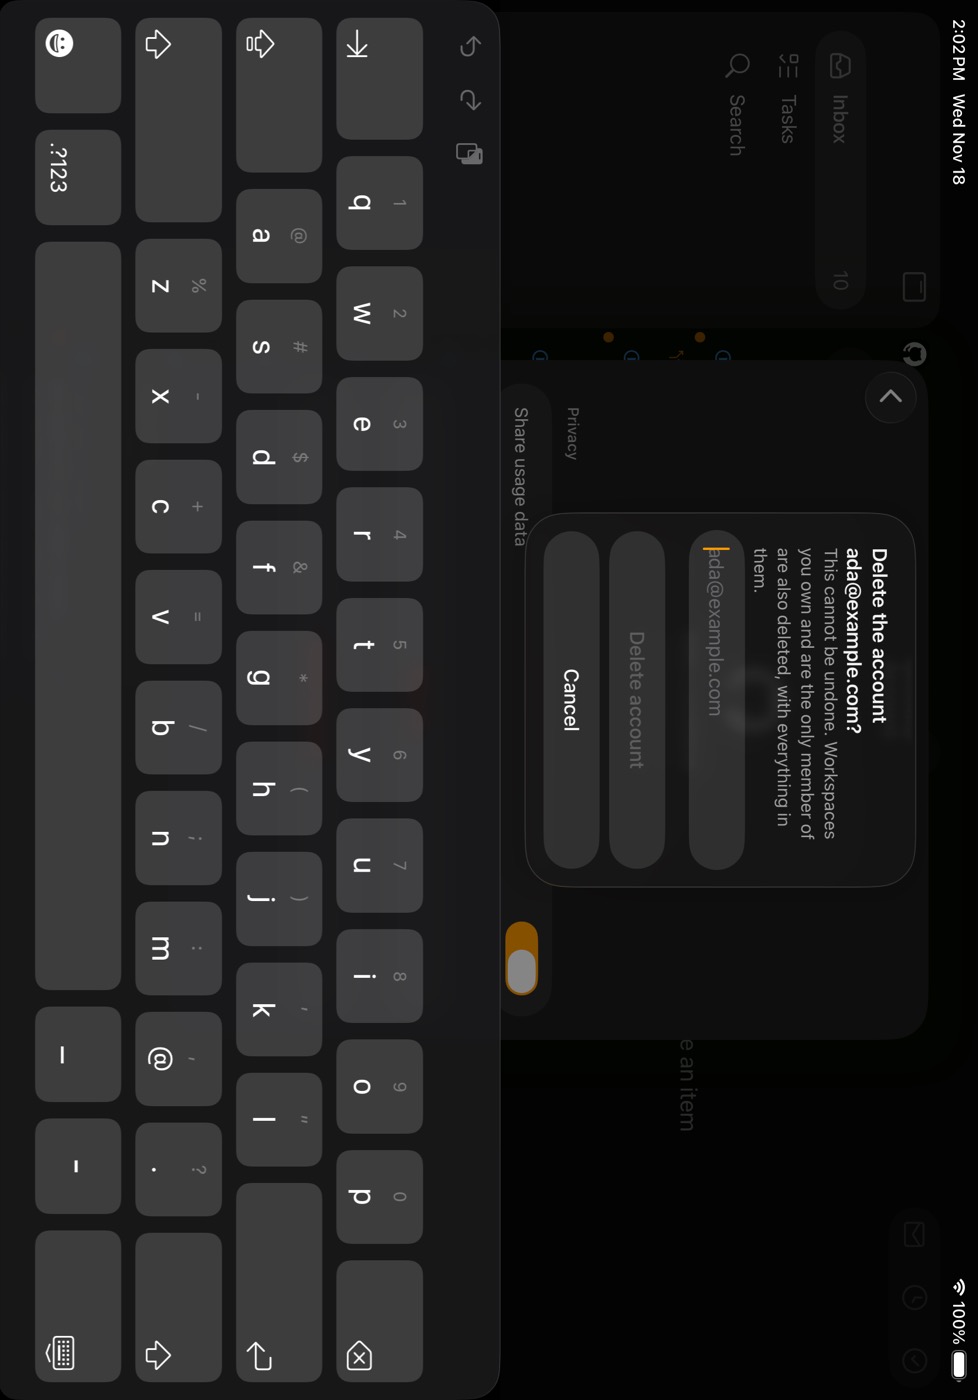 2:02 PM Wed Nov 18
100%
Inbox 10
Tasks
Search
Delete the account
ada@example.com?
This cannot be undone. Workspaces
you own and are the only member of
are also deleted, with everything in
them.
ada@example.com
e an item
Delete account
Cancel
Privacy
Share usage data
1 2 3 4 5 6 7 8 9 0
q w e r t y u i o p
@ # $ & * ( ) ' "
a s d f g h j k l
% - + = / ; : , ?
z x c v b n m @ .
.?123 _ -